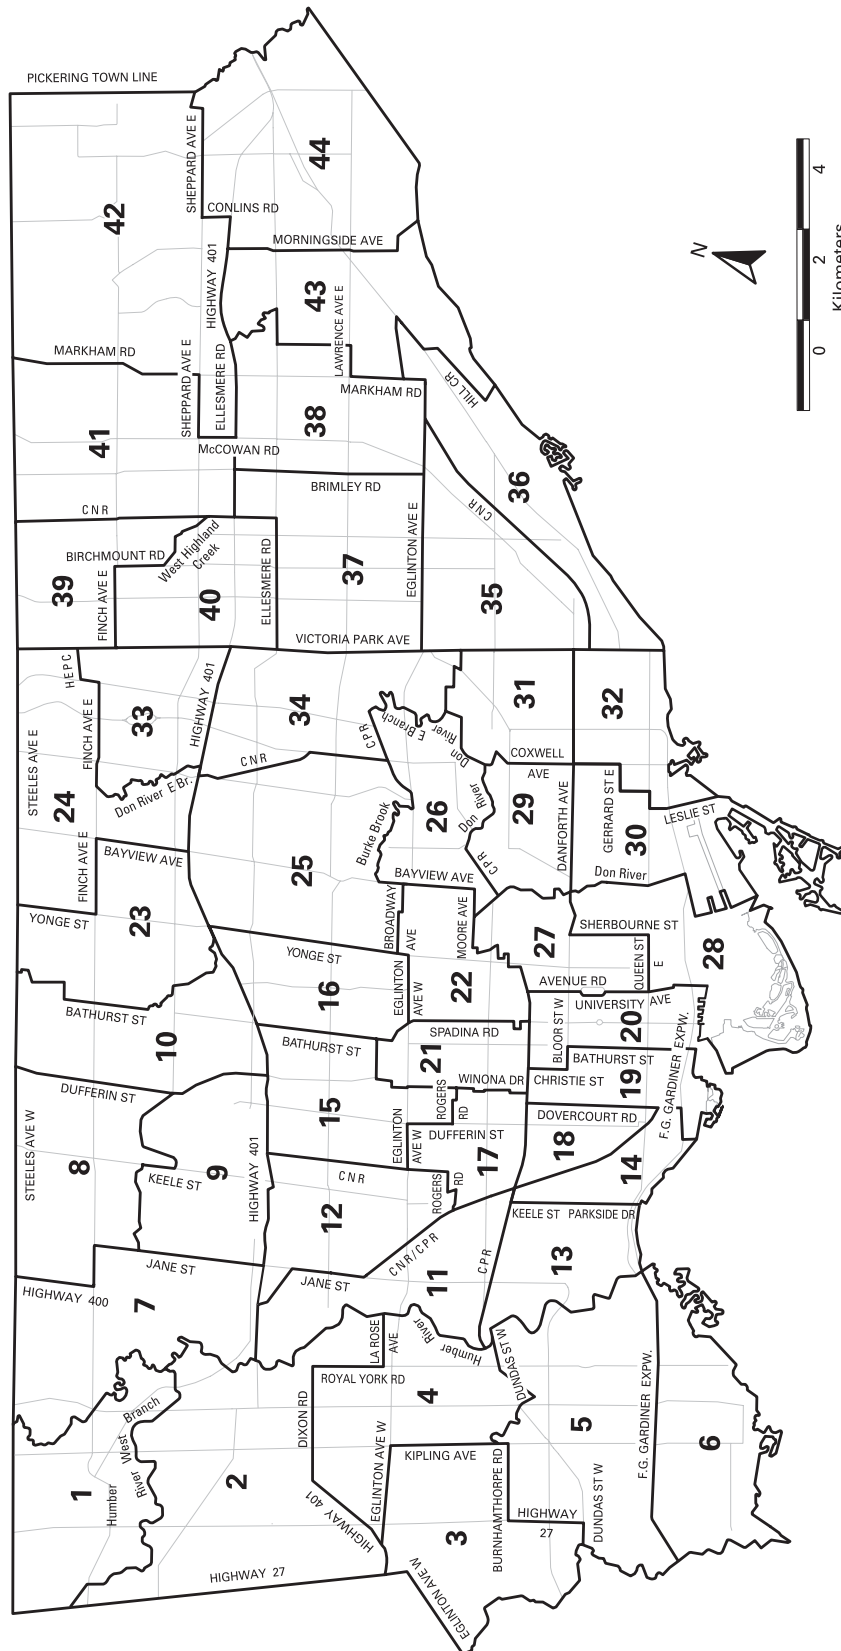 PICKERING TOWN LINE
SHEPPARD AVE E
44
42
CONLINS RD
MORNINGSIDE AVE
HIGHWAY 401
43
N
4
2
0
Kilometers
MARKHAM RD
SHEPPARD AVE E
ELLESMERE RD
LAWRENCE AVE E
MARKHAM RD
HILL CR
41
38
McCOWAN RD
BRIMLEY RD
36
CNR
CNR
BIRCHMOUNT RD
West Highland
Creek
39
FINCH AVE E
40
ELLESMERE RD
37
EGLINTON AVE E
35
VICTORIA PARK AVE
HEPC
STEELES AVE E
FINCH AVE E
33
HIGHWAY 401
34
CPR
E Branch
River
Don
31
32
24
Don River E Br.
CNR
COXWELL
AVE
Burke Brook
26
Don River
29
DANFORTH AVE
GERRARD ST E
30
LESLIE ST
FINCH AVE E
BAYVIEW AVE
25
CPR
BAYVIEW AVE
Don River
YONGE ST
23
BROADWAY
AVE
MOORE AVE
27
SHERBOURNE ST
QUEEN ST
E
28
YONGE ST
16
EGLINTON
AVE W
22
AVENUE RD
UNIVERSITY AVE
BATHURST ST
10
BATHURST ST
SPADINA RD
21
BLOOR ST W
20
BATHURST ST
F.G. GARDINER EXPW.
DUFFERIN ST
15
WINONA DR
CHRISTIE ST
19
ROGERS
RD
EGLINTON
AVE W
DUFFERIN ST
DOVERCOURT RD
STEELES AVE W
8
9
KEELE ST
HIGHWAY 401
CNR
17
18
14
12
ROGERS
RD
KEELE ST
PARKSIDE DR
JANE ST
CNR/CPR
CPR
13
HIGHWAY 400
7
JANE ST
11
LA ROSE
AVE
Humber
River
DUNDAS ST W
ROYAL YORK RD
DIXON RD
4
F.G. GARDINER EXPW.
5
6
Humber
River West Branch
1
2
EGLINTON AVE W
KIPLING AVE
BURNHAMTHORPE RD
HIGHWAY
27
DUNDAS ST W
HIGHWAY 401
3
HIGHWAY 27
EGLINTON AVE W